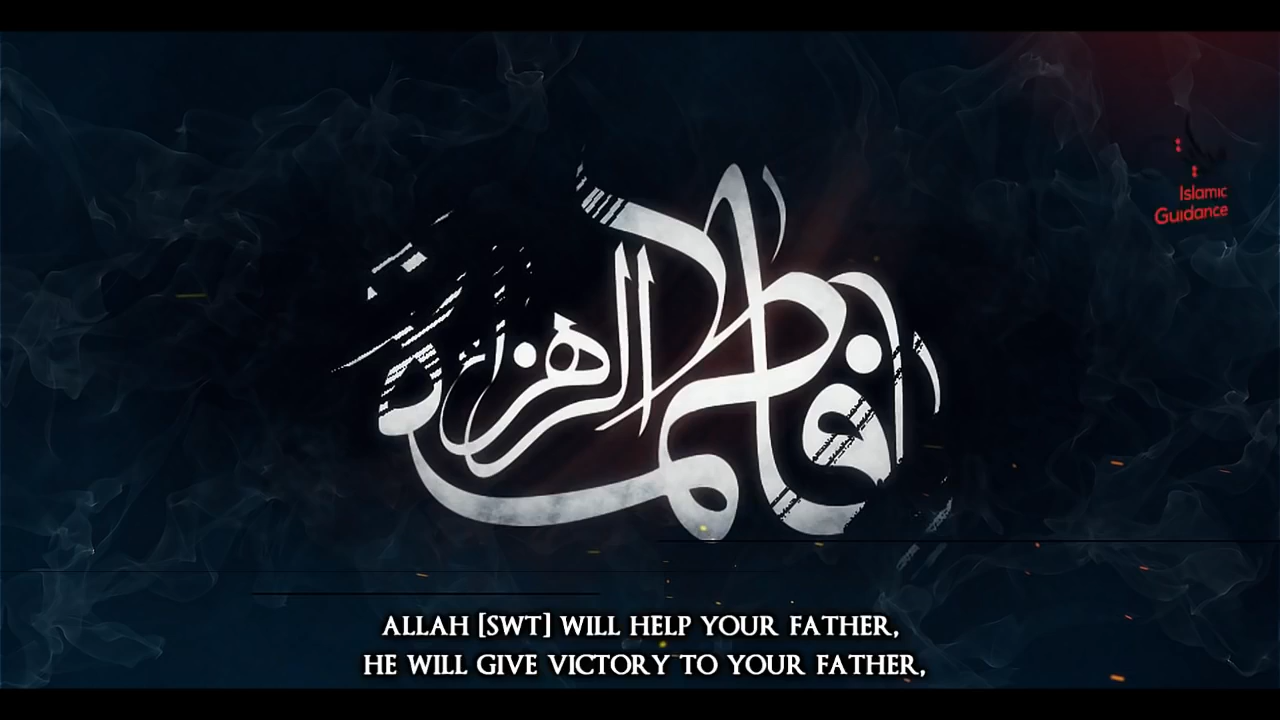 Islamic
Guidance
فاطمة الزهراء
ALLAH [SWT] WILL HELP YOUR FATHER,
HE WILL GIVE VICTORY TO YOUR FATHER,